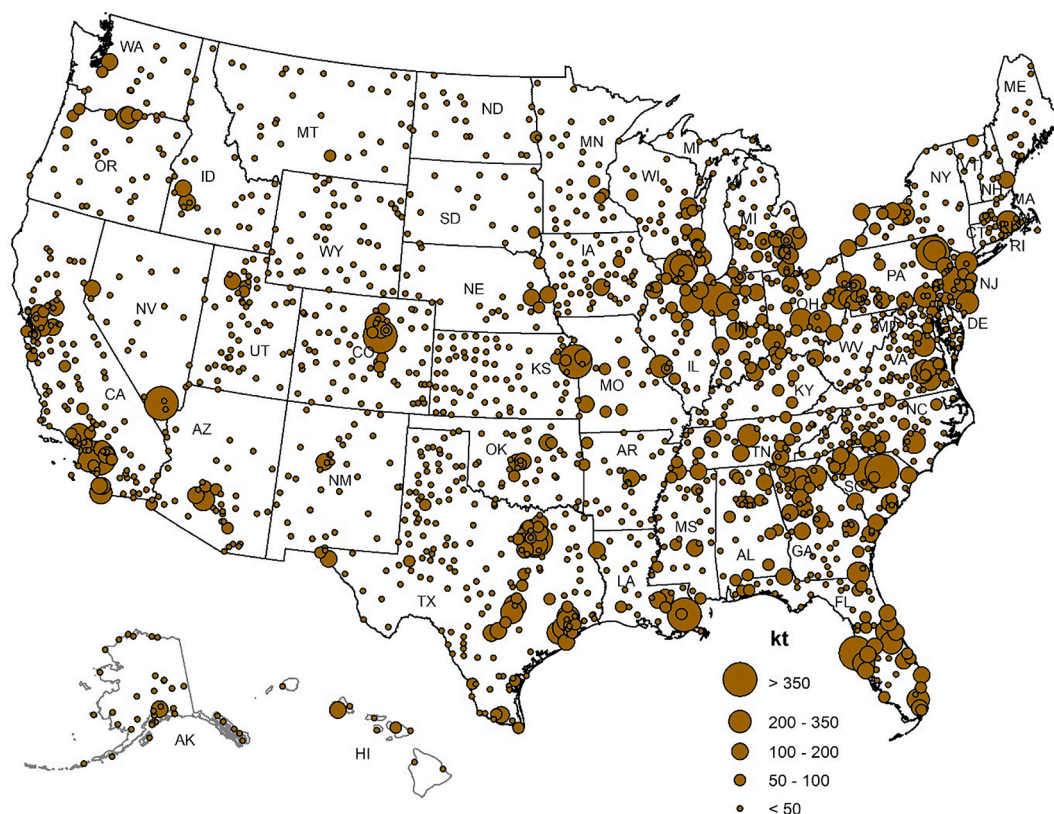 WA
ME
ND
MT
MN
MI
VT
OR
NY
NH
ID
WI
MA
SD
MI
CT
RI
WY
IA
PA
NE
NJ
NV
OH
IN
MD
DE
UT
CO
WV
IL
VA
KS
MO
CA
KY
NC
AZ
TN
OK
AR
NM
SC
MS
AL
GA
LA
TX
FL
kt
> 350
200 - 350
AK
HI
100 - 200
50 - 100
< 50